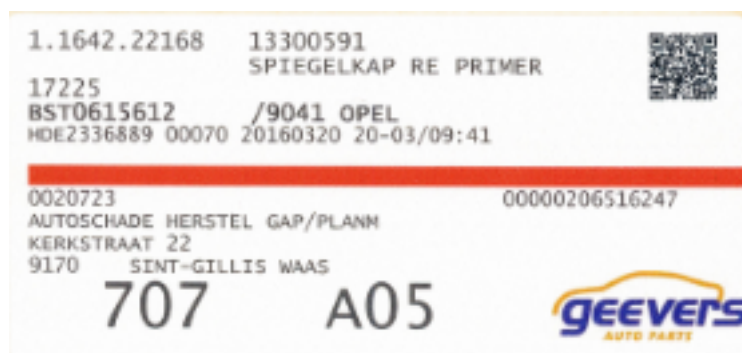 1.1642.22168 13300591
SPIEGELKAP RE PRIMER
17225
BST0615612 /9041 OPEL
HDE2336889 00070 20160320 20-03/09:41
0020723 00000206516247
AUTOSCHADE HERSTEL GAP/PLANM
KERKSTRAAT 22
9170 SINT-GILLIS WAAS
707 A05
geevers
AUTO PARTS